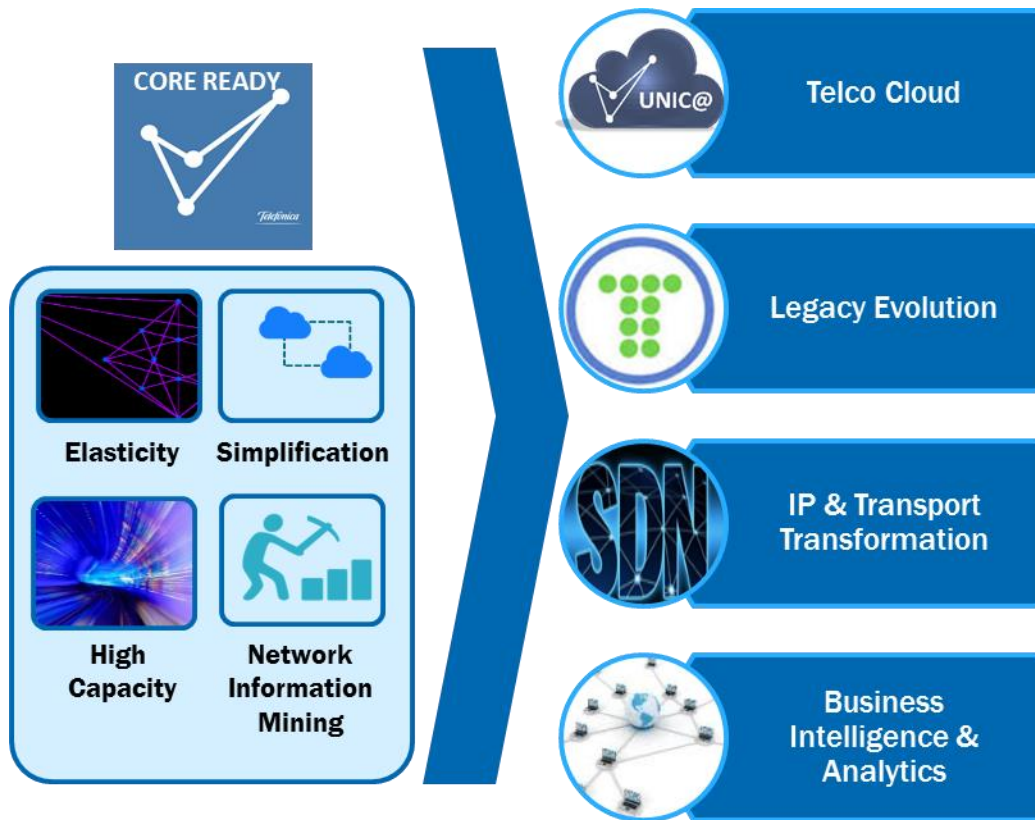 CORE READY
Telefónica
Elasticity
Simplification
High
Capacity
Network
Information
Mining
UNIC@
Telco Cloud
Legacy Evolution
SDN
IP & Transport
Transformation
Business
Intelligence &
Analytics